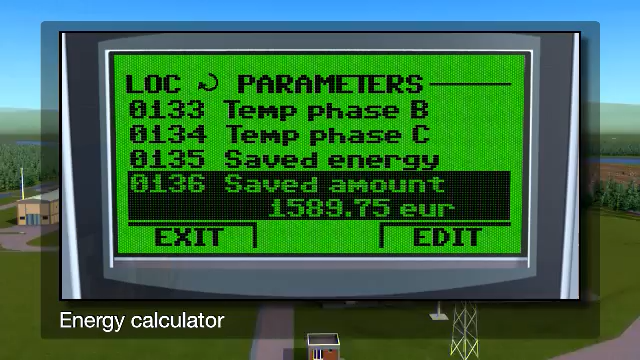 LOC PARAMETERS
0133 Temp phase B
0134 Temp phase C
0135 Saved energy
0136 Saved amount
1589.75 eur
EXIT EDIT
Energy calculator